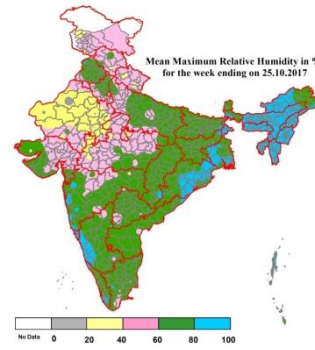 Mean Maximum Relative Humidity in %
for the week ending on 25.10.2017
No Data 0 20 40 60 80 100